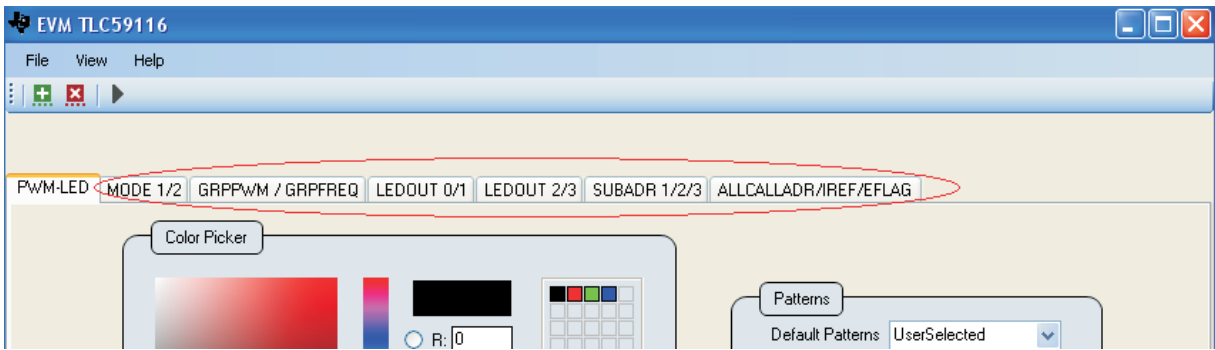 EVM TLC59116
File View Help
PWM-LED MODE 1/2 GRPPWM / GRPFREQ LEDOUT 0/1 LEDOUT 2/3 SUBADR 1/2/3 ALLCALLADR/IREF/EFLAG
Color Picker
Patterns
R: 0
Default Patterns UserSelected